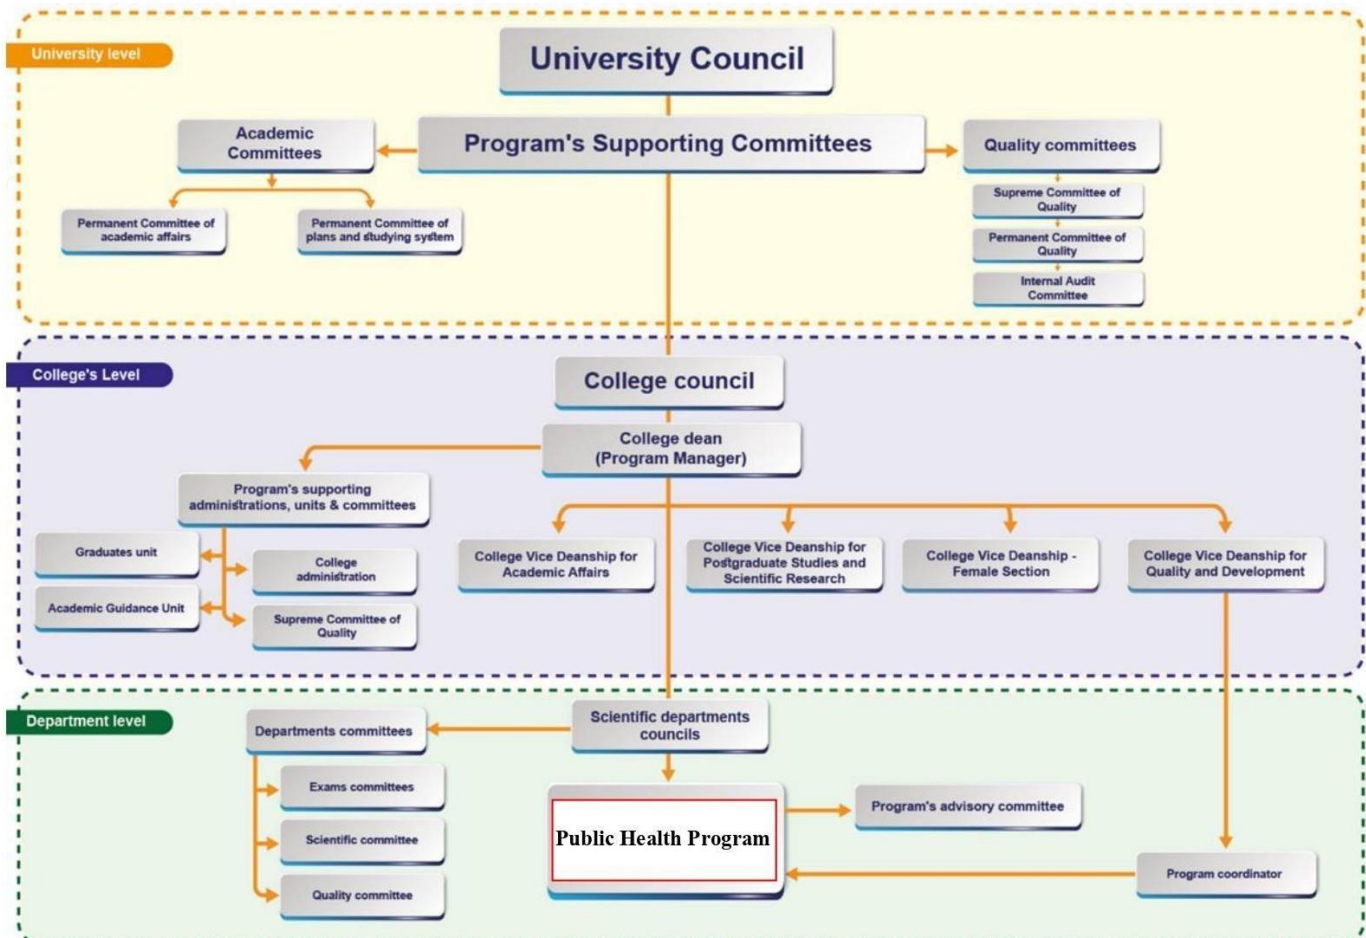 University level
University Council
Academic
Committees
Program's Supporting Committees
Quality committees
Permanent Committee of
academic affairs
Permanent Committee of
plans and studying system
Supreme Committee of
Quality
Permanent Committee of
Quality
Internal Audit
Committee
College's Level
College council
College dean
(Program Manager)
Program's supporting
administrations, units & committees
Graduates unit
College
administration
Academic Guidance Unit
Supreme Committee of
Quality
College Vice Deanship for
Academic Affairs
College Vice Deanship for
Postgraduate Studies and
Scientific Research
College Vice Deanship -
Female Section
College Vice Deanship for
Quality and Development
Department level
Scientific departments
councils
Departments committees
Exams committees
Scientific committee
Quality committee
Public Health Program
Program's advisory committee
Program coordinator